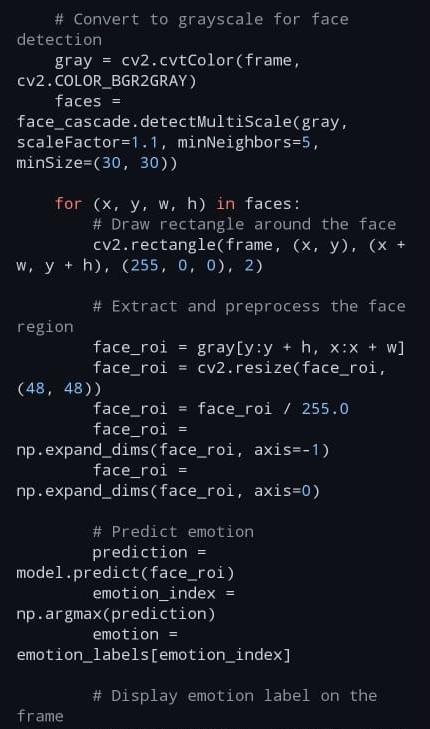 # Convert to grayscale for face
detection
    gray = cv2.cvtColor(frame,
cv2.COLOR_BGR2GRAY)
    faces =
face_cascade.detectMultiScale(gray,
scaleFactor=1.1, minNeighbors=5,
minSize=(30, 30))

    for (x, y, w, h) in faces:
        # Draw rectangle around the face
        cv2.rectangle(frame, (x, y), (x +
w, y + h), (255, 0, 0), 2)

        # Extract and preprocess the face
region
        face_roi = gray[y:y + h, x:x + w]
        face_roi = cv2.resize(face_roi,
(48, 48))
        face_roi = face_roi / 255.0
        face_roi =
np.expand_dims(face_roi, axis=-1)
        face_roi =
np.expand_dims(face_roi, axis=0)

        # Predict emotion
        prediction =
model.predict(face_roi)
        emotion_index =
np.argmax(prediction)
        emotion =
emotion_labels[emotion_index]

        # Display emotion label on the
frame